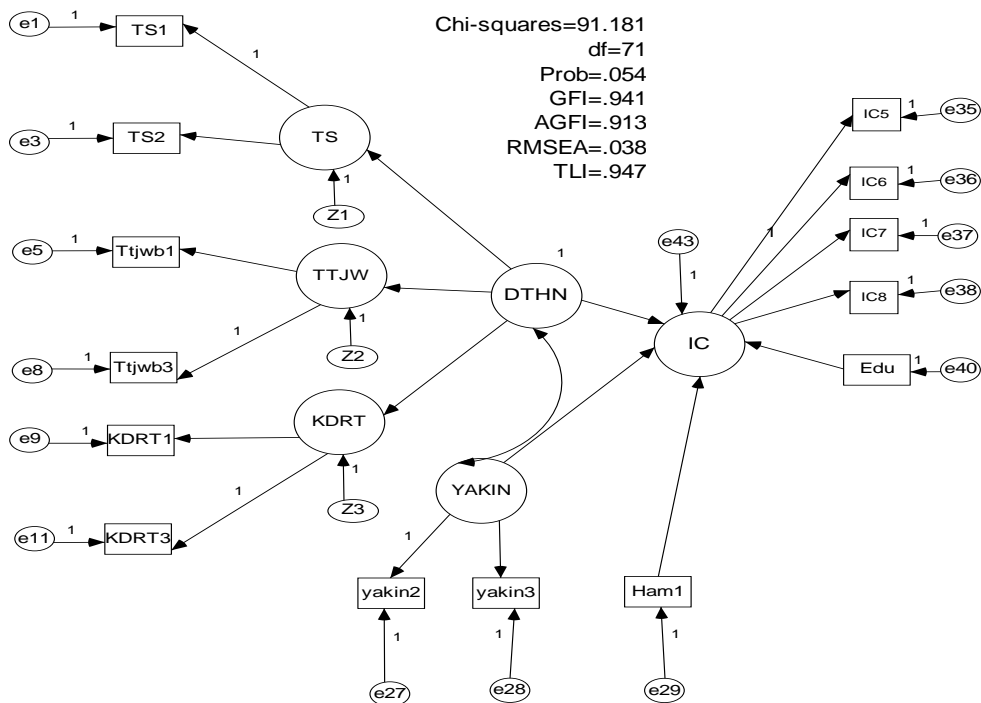 Chi-squares=91.181
df=71
Prob=.054
GFI=.941
AGFI=.913
RMSEA=.038
TLI=.947
e1
1
TS1
1
e3
1
TS2
TS
1
Z1
e5
1
Ttjwb1
TTJW
1
Z2
e8
1
Ttjwb3
1
e9
1
KDRT1
KDRT
1
Z3
e11
1
KDRT3
1
1
DTHN
e43
1
IC
IC5
1
e35
1
IC6
1
e36
IC7
1
e37
IC8
1
e38
Edu
1
e40
YAKIN
1
yakin2
yakin3
Ham1
1
1
1
e27
e28
e29